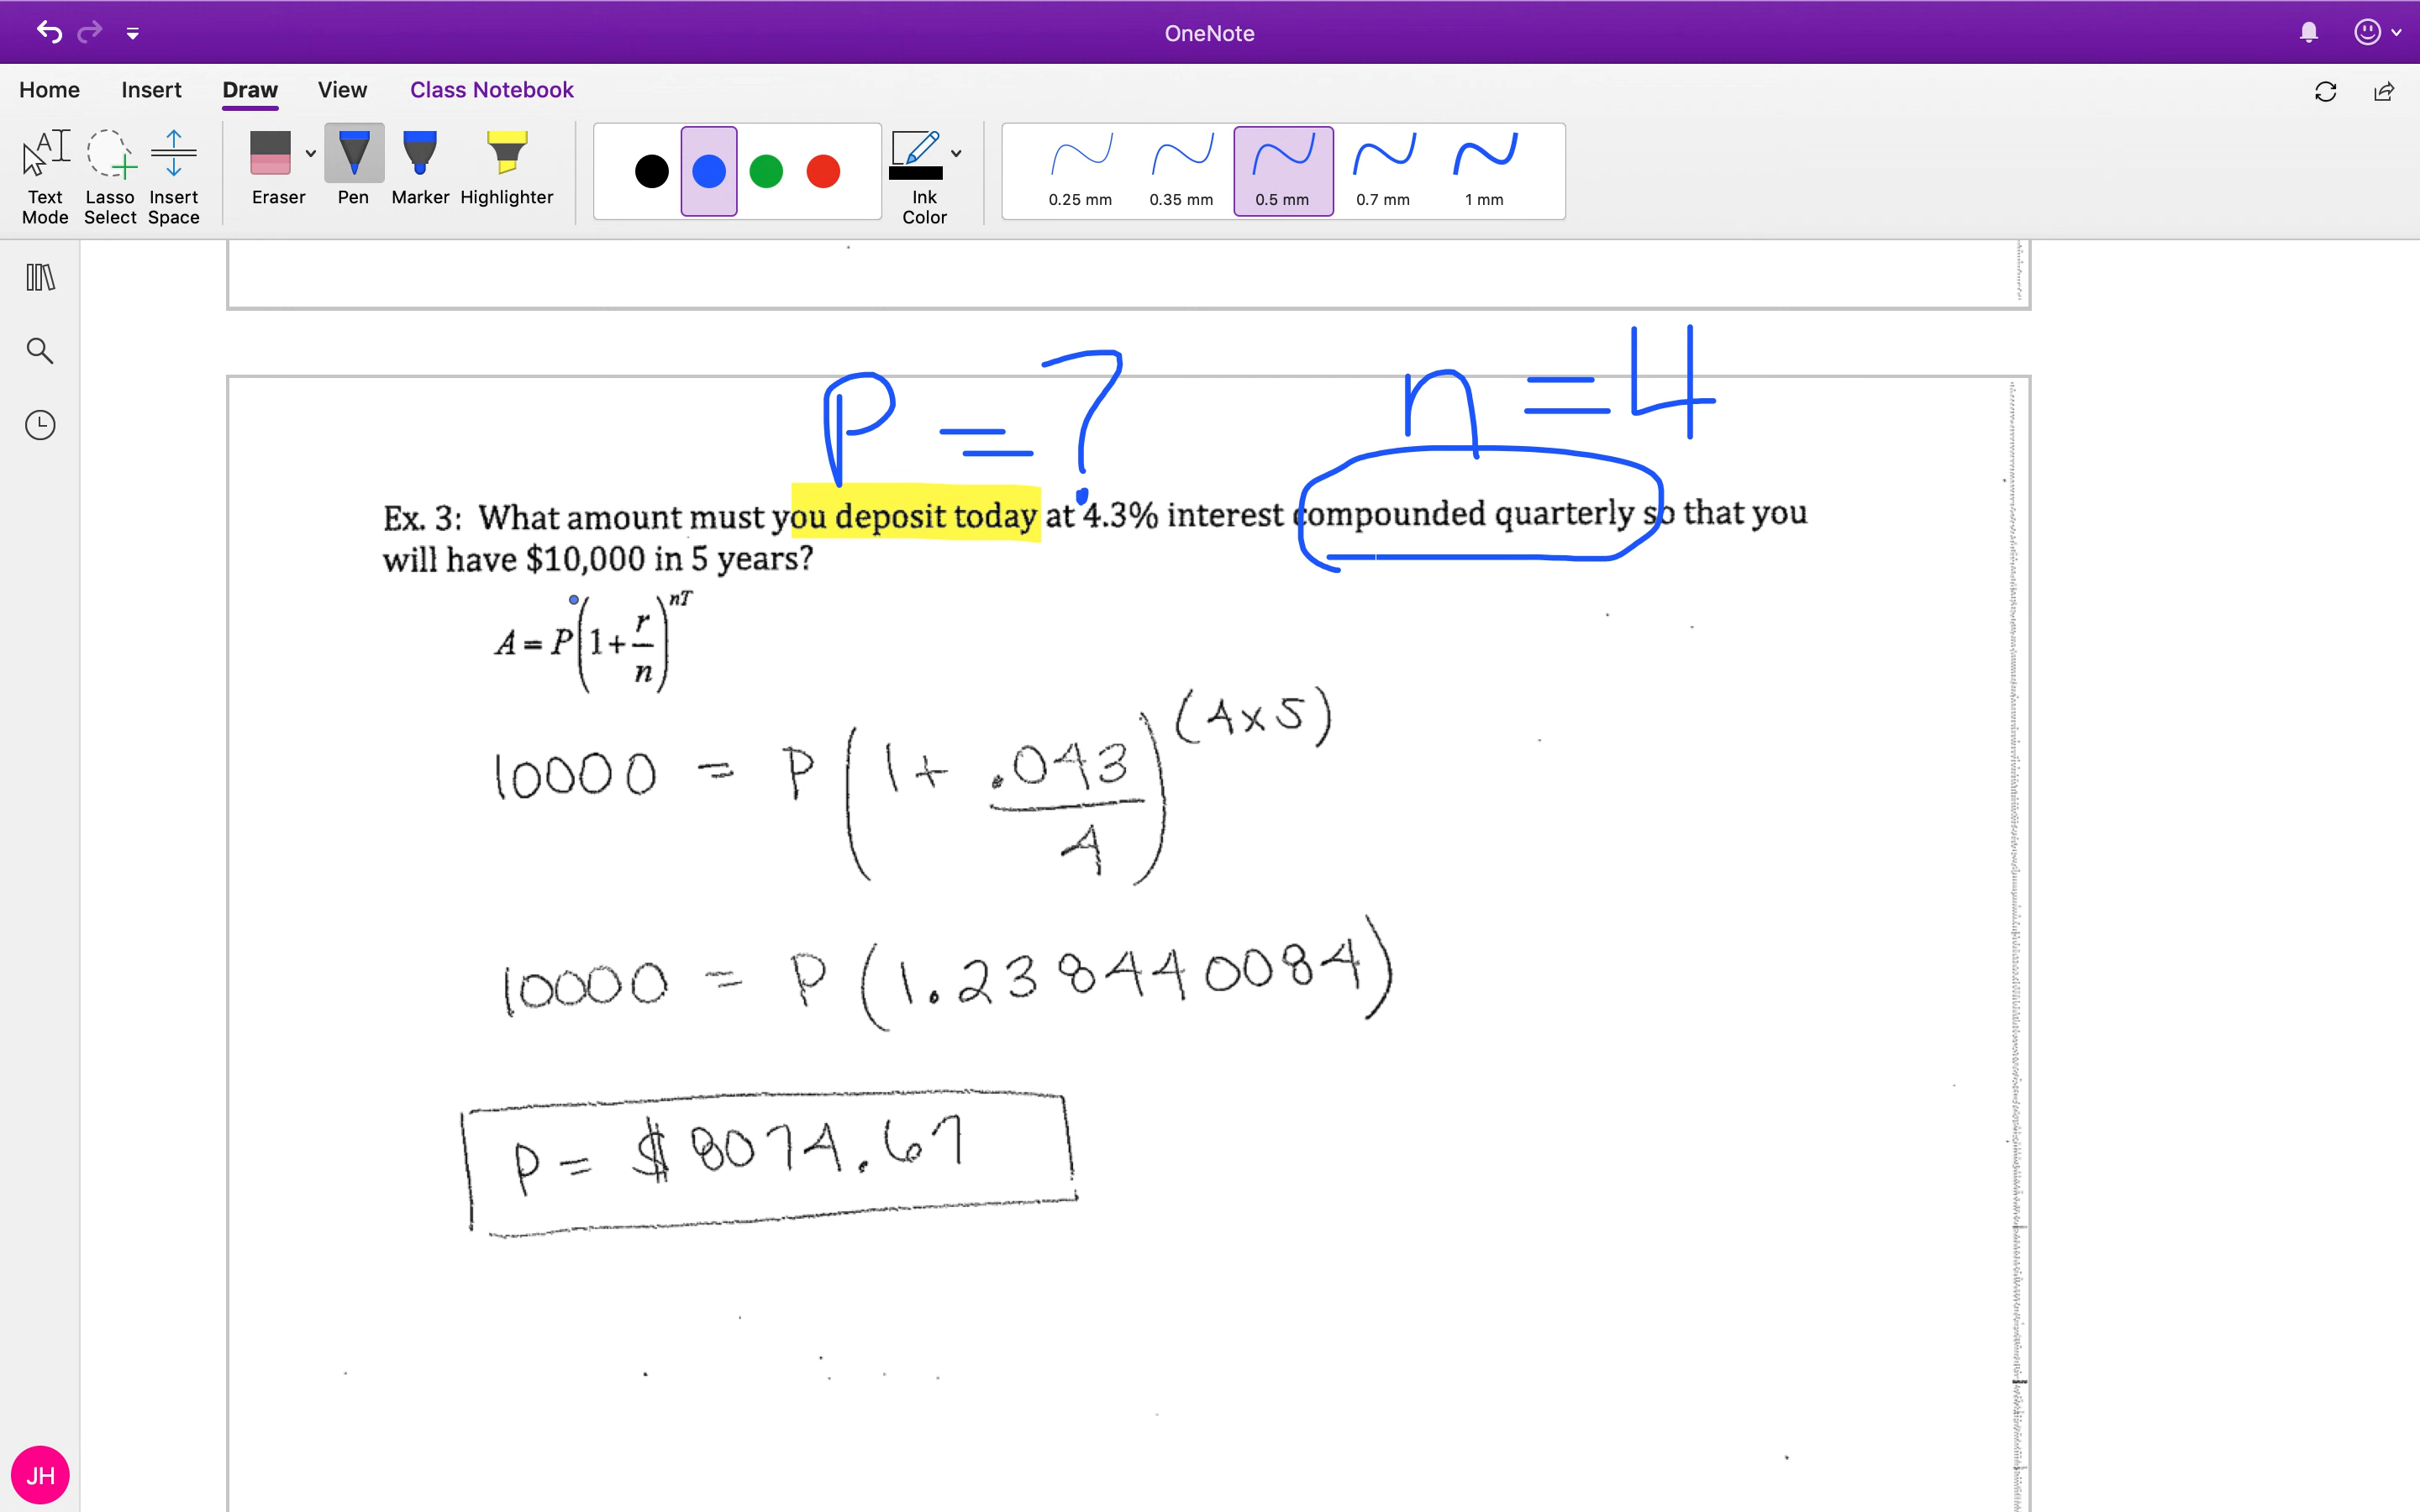 OneNote
Home Insert Draw View Class Notebook
Text Mode Lasso Select Insert Space Eraser Pen Marker Highlighter Ink Color 0.25 mm 0.35 mm 0.5 mm 0.7 mm 1 mm
P = ? n = 4
Ex. 3: What amount must you deposit today at 4.3% interest compounded quarterly so that you
will have $10,000 in 5 years?
A = P(1 + r/n)^nT
10000 = P(1 + .043/4)^(4x5)
10000 = P(1.238440084)
P = $8074.67
JH